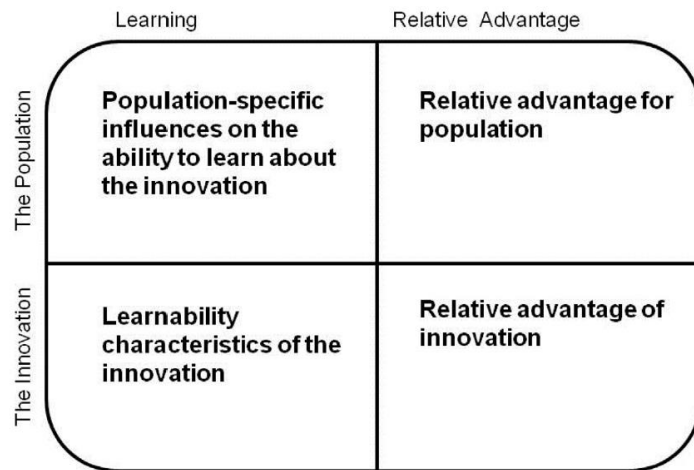 Learning
Relative Advantage
The Population
Population-specific
influences on the
ability to learn about
the innovation
Relative advantage for
population
The Innovation
Learnability
characteristics of the
innovation
Relative advantage of
innovation